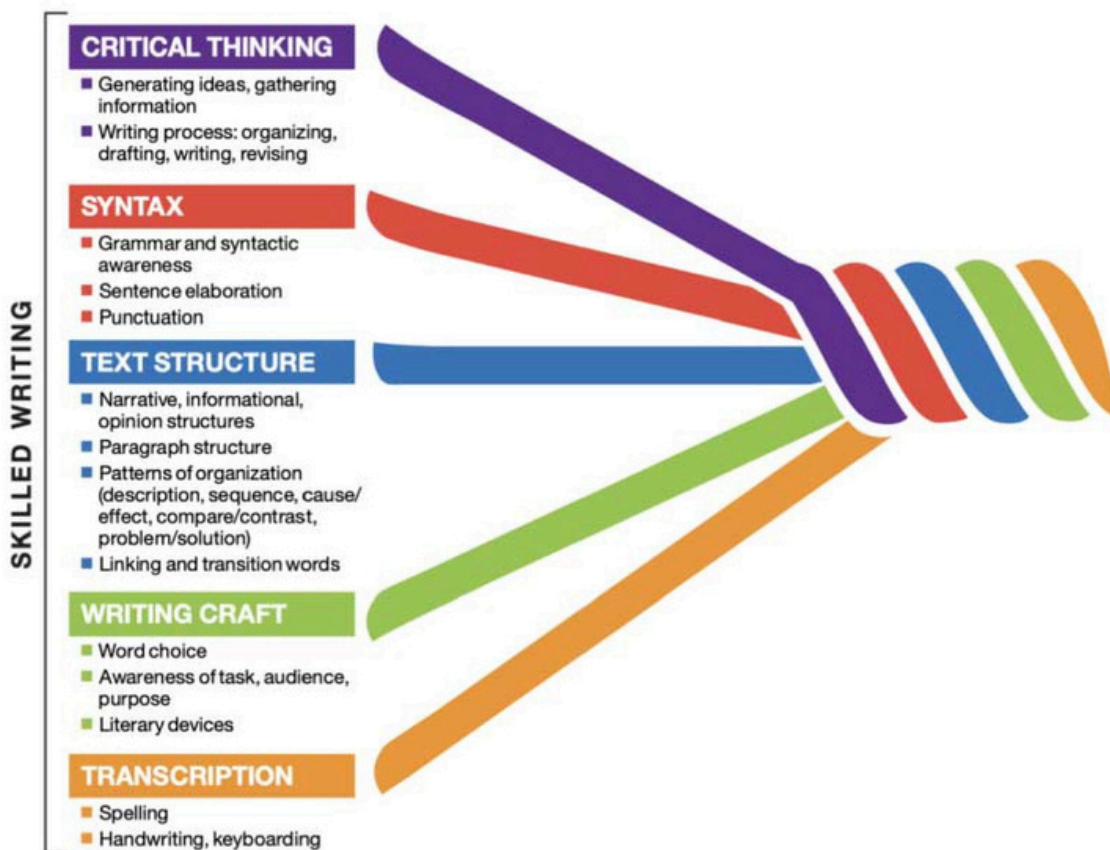 SKILLED WRITING
CRITICAL THINKING
Generating ideas, gathering
information
Writing process: organizing,
drafting, writing, revising
SYNTAX
Grammar and syntactic
awareness
Sentence elaboration
Punctuation
TEXT STRUCTURE
Narrative, informational,
opinion structures
Paragraph structure
Patterns of organization
(description, sequence, cause/
effect, compare/contrast,
problem/solution)
Linking and transition words
WRITING CRAFT
Word choice
Awareness of task, audience,
purpose
Literary devices
TRANSCRIPTION
Spelling
Handwriting, keyboarding